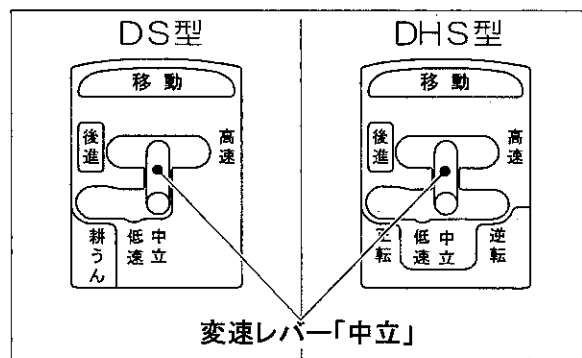 DS型
移動
後進
高速
耕うん
低速
中立
DHS型
移動
後進
高速
逆転
低速
中立
逆転
変速レバー「中立」